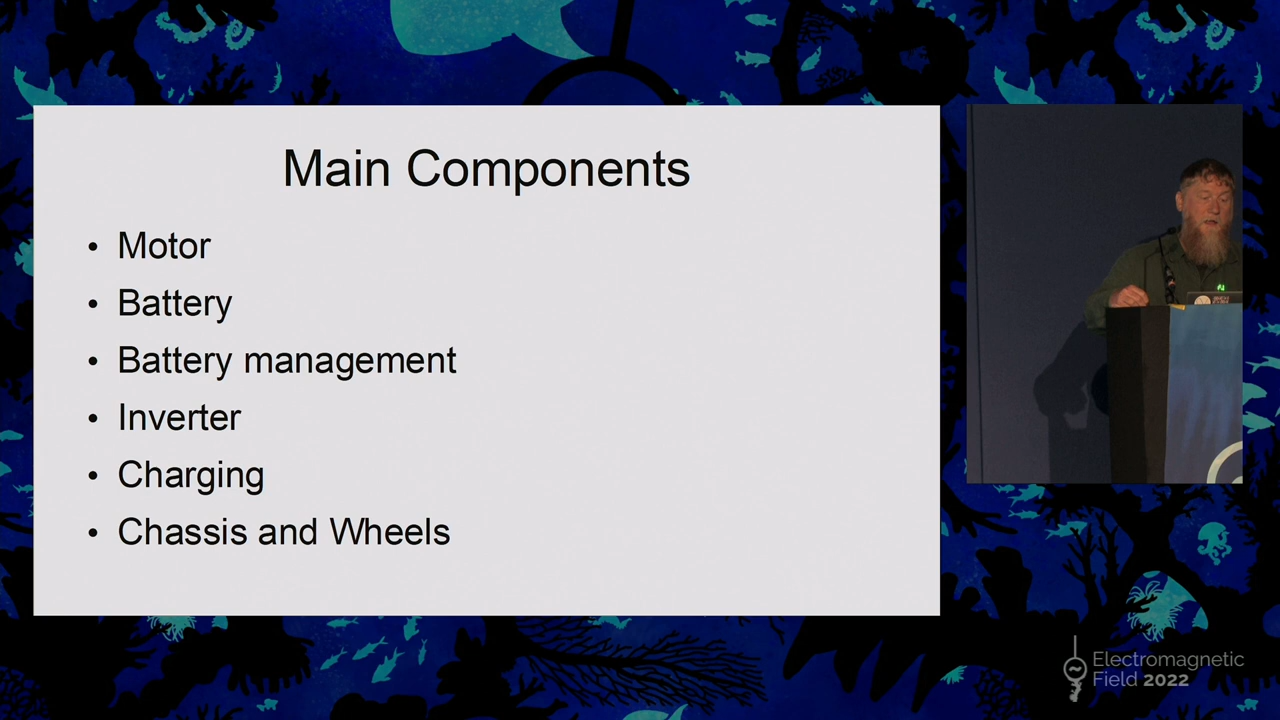 Main Components
• Motor
• Battery
• Battery management
• Inverter
• Charging
• Chassis and Wheels
Electromagnetic
Field 2022